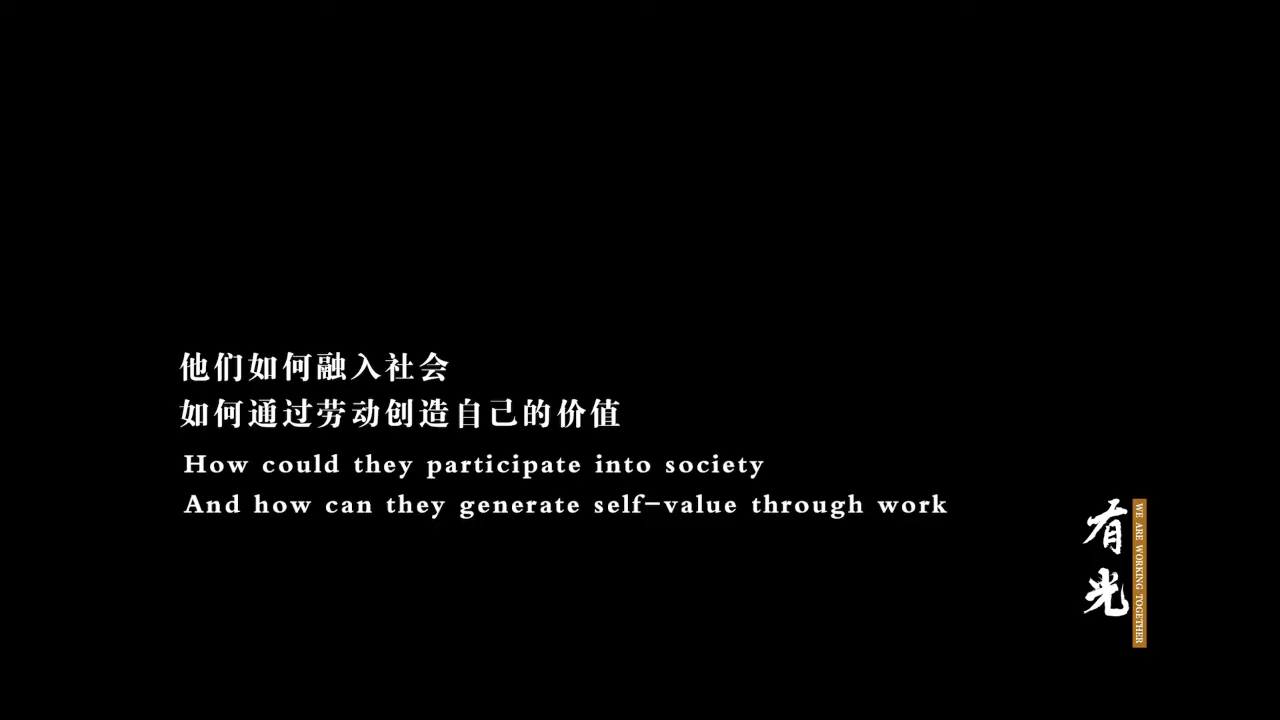 他们如何融入社会
如何通过劳动创造自己的价值
How could they participate into society
And how can they generate self-value through work
有光
WE ARE WORKING TOGETHER